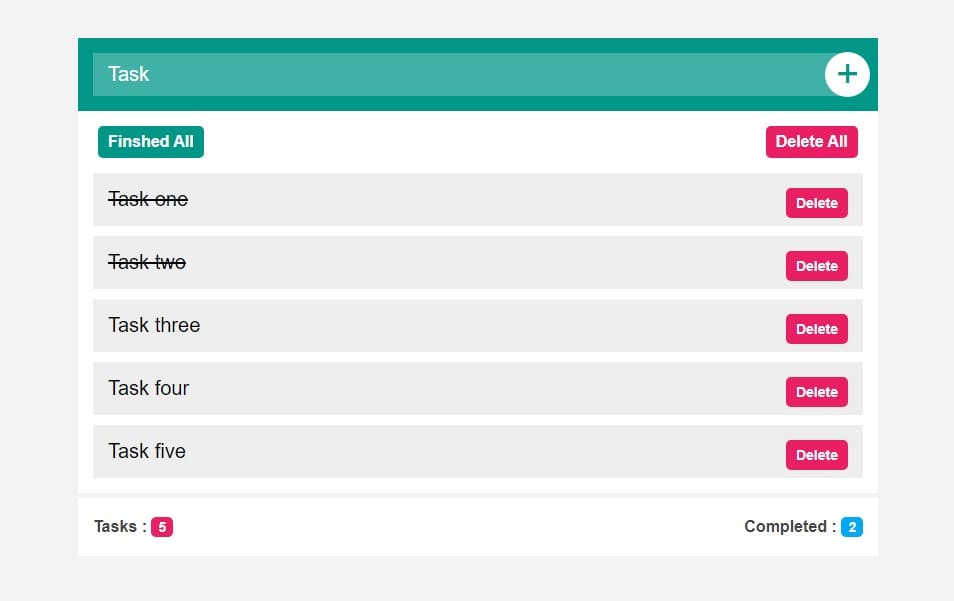 Task +
Finshed All Delete All
Task one Delete
Task two Delete
Task three Delete
Task four Delete
Task five Delete
Tasks : 5 Completed : 2